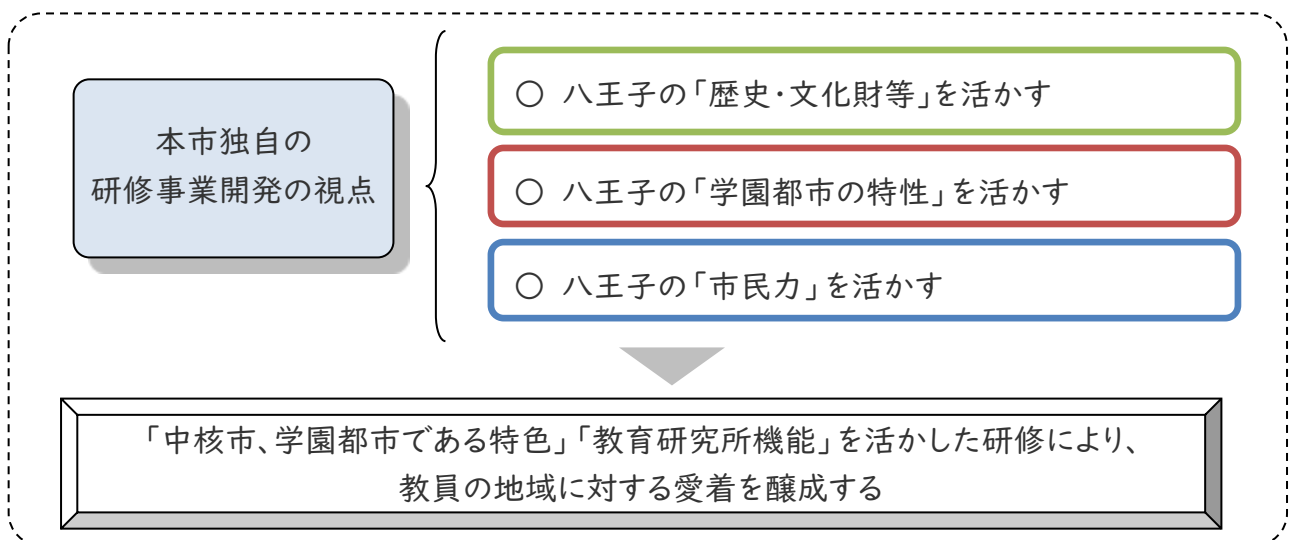 本市独自の
研修事業開発の視点
○ 八王子の「歴史・文化財等」を活かす
○ 八王子の「学園都市の特性」を活かす
○ 八王子の「市民力」を活かす
「中核市、学園都市である特色」「教育研究所機能」を活かした研修により、
教員の地域に対する愛着を醸成する